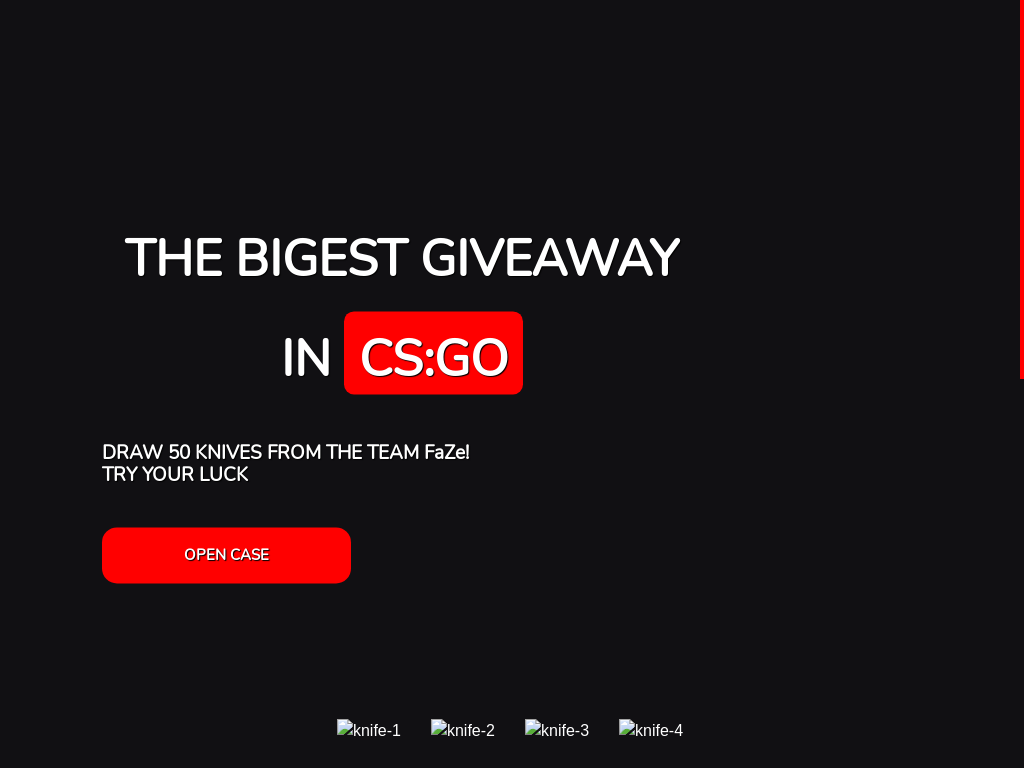 THE BIGEST GIVEAWAY
IN CS:GO
DRAW 50 KNIVES FROM THE TEAM FaZe!
TRY YOUR LUCK
OPEN CASE
knife-1 knife-2 knife-3 knife-4